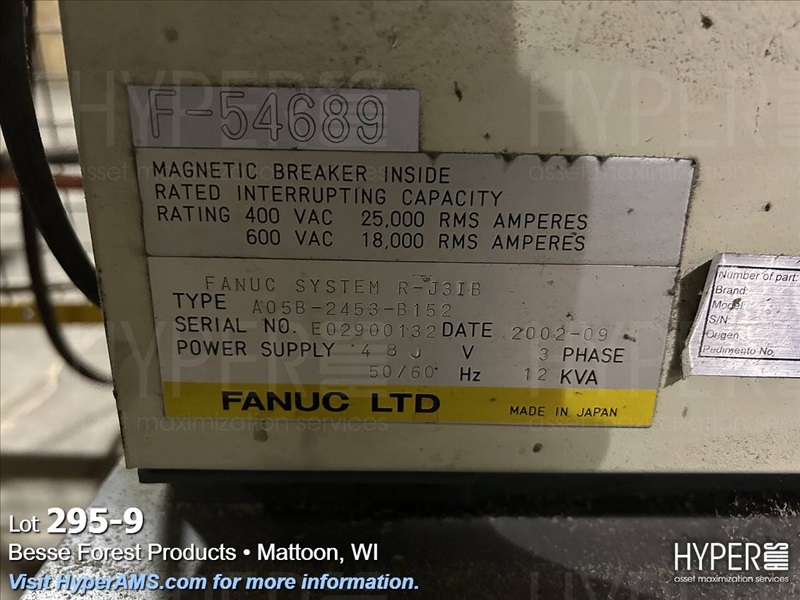 F-54689
MAGNETIC BREAKER INSIDE
RATED INTERRUPTING CAPACITY
RATING 400 VAC 25,000 RMS AMPERES
600 VAC 18,000 RMS AMPERES
FANUC SYSTEM R-J3IB
TYPE A05B-2453-B152
SERIAL NO. E02900132 DATE 2002-09
POWER SUPPLY 480 V 3 PHASE
50/60 Hz 12 KVA
FANUC LTD MADE IN JAPAN
Number of part:
Brand:
Model:
S/N.
Origen
Pedimento No.
Lot 295-9
Besse Forest Products • Mattoon, WI
Visit HyperAMS.com for more information.
HYPER AMS
asset maximization services